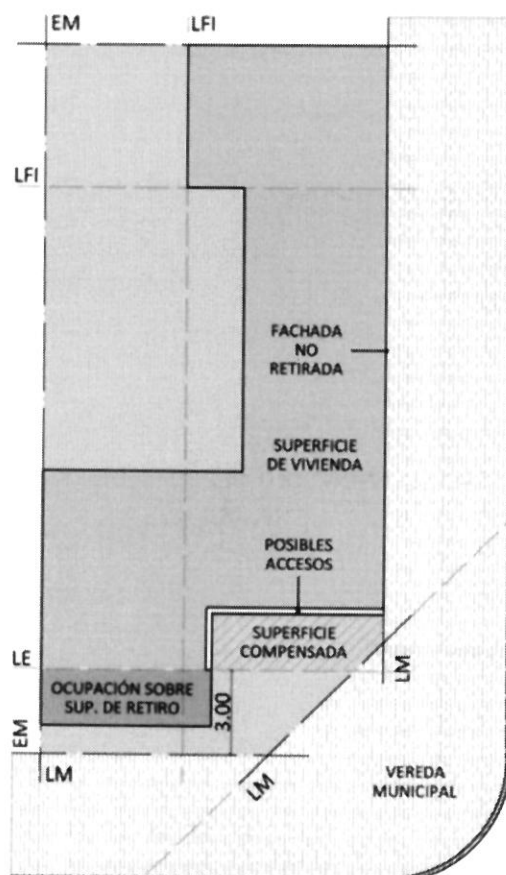 EM
LFI
LFI
FACHADA
NO
RETIRADA
SUPERFICIE
DE VIVIENDA
POSIBLES
ACCESOS
SUPERFICIE
COMPENSADA
LE
OCUPACIÓN SOBRE
SUP. DE RETIRO
3.00
LM
EM
LM
LM
VEREDA
MUNICIPAL